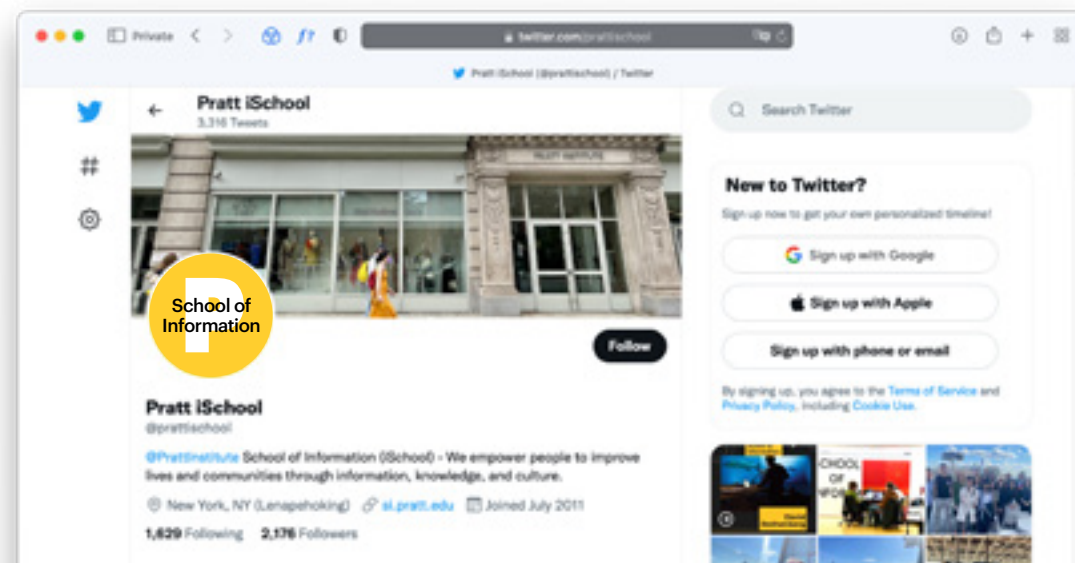 Private
twitter.com/prattischool
Pratt iSchool (@prattischool) / Twitter
Pratt iSchool
3,316 Tweets
Search Twitter
PRATT INSTITUTE
New to Twitter?
Sign up now to get your own personalized timeline!
Sign up with Google
Sign up with Apple
Sign up with phone or email
By signing up, you agree to the Terms of Service and
Privacy Policy, including Cookie Use.
P
School of
Information
Follow
Pratt iSchool
@prattischool
@PrattInstitute School of Information (iSchool) - We empower people to improve
lives and communities through information, knowledge, and culture.
New York, NY (Lenapehoking) si.pratt.edu Joined July 2011
1,629 Following 2,176 Followers
CHOOL
OF
NFO